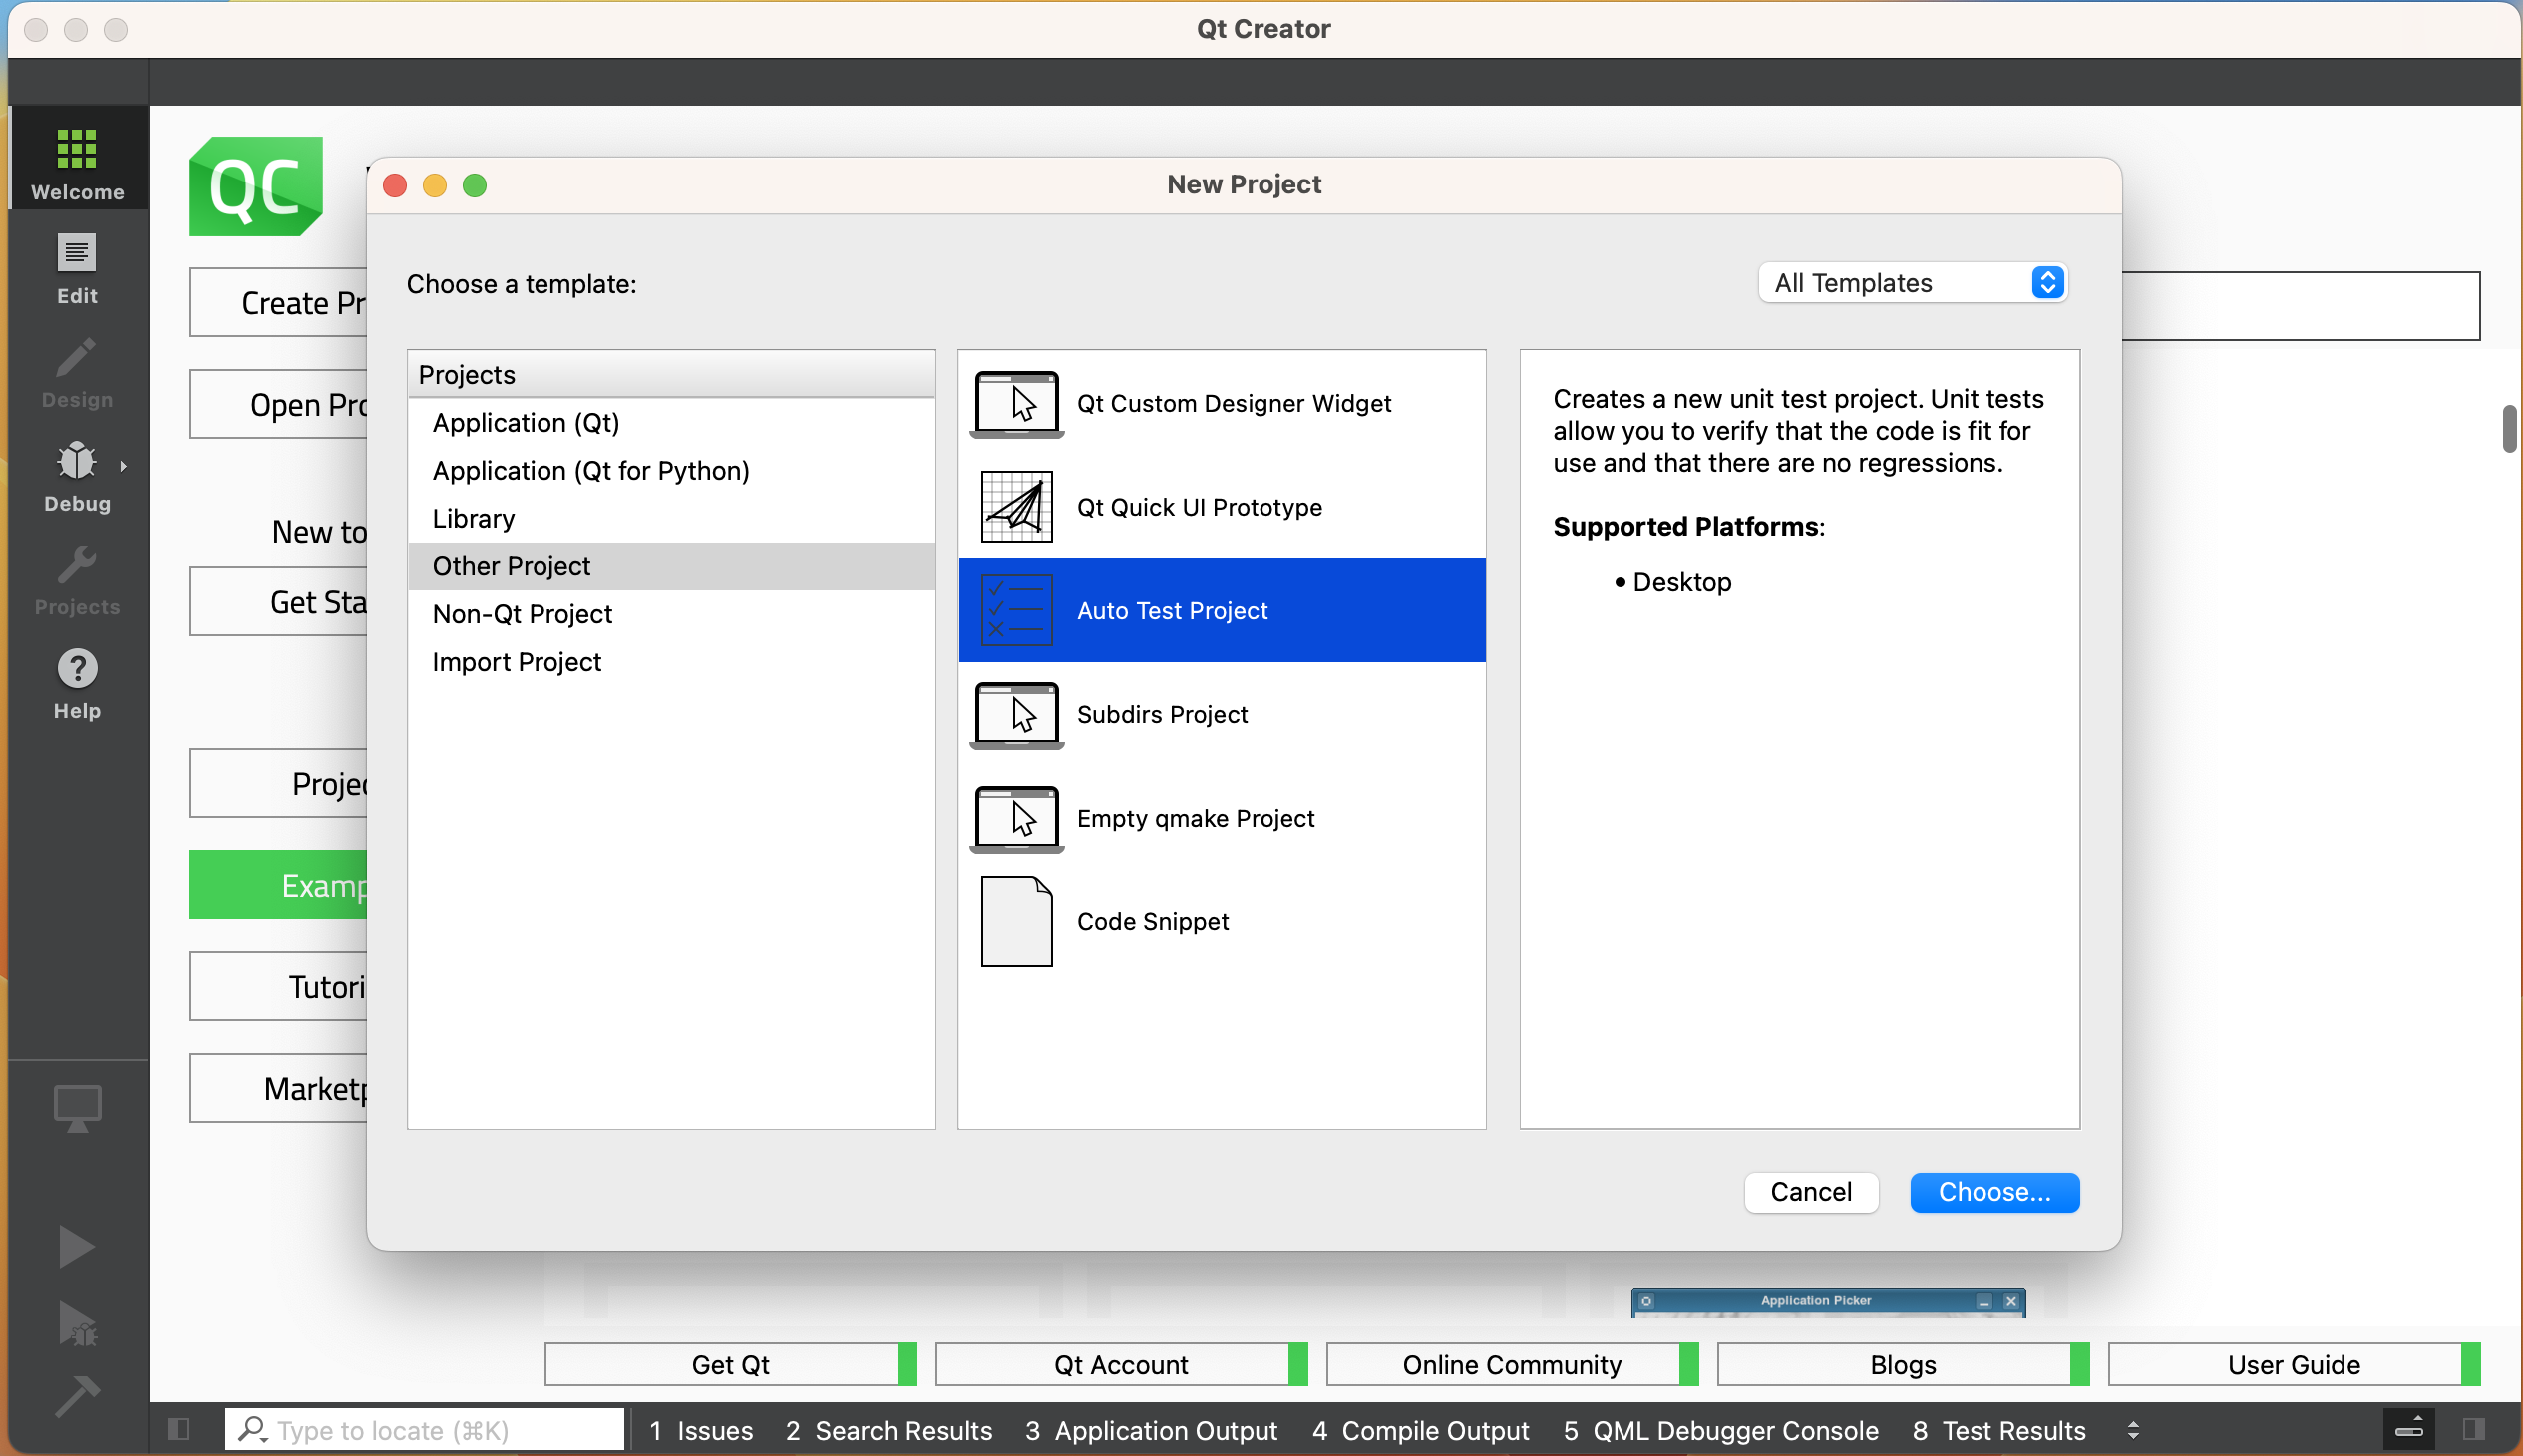 Qt Creator
QC
Welcome
Edit
Design
Debug
Projects
Help
Create Pr
Open Pro
New to
Get Sta
Projec
Examp
Tutori
Marketp
New Project
Choose a template:
All Templates
Projects
Application (Qt)
Application (Qt for Python)
Library
Other Project
Non-Qt Project
Import Project
Qt Custom Designer Widget
Qt Quick UI Prototype
Auto Test Project
Subdirs Project
Empty qmake Project
Code Snippet
Creates a new unit test project. Unit tests
allow you to verify that the code is fit for
use and that there are no regressions.
Supported Platforms:
• Desktop
Cancel
Choose...
Application Picker
Get Qt
Qt Account
Online Community
Blogs
User Guide
Type to locate (⌘K)
1 Issues
2 Search Results
3 Application Output
4 Compile Output
5 QML Debugger Console
8 Test Results